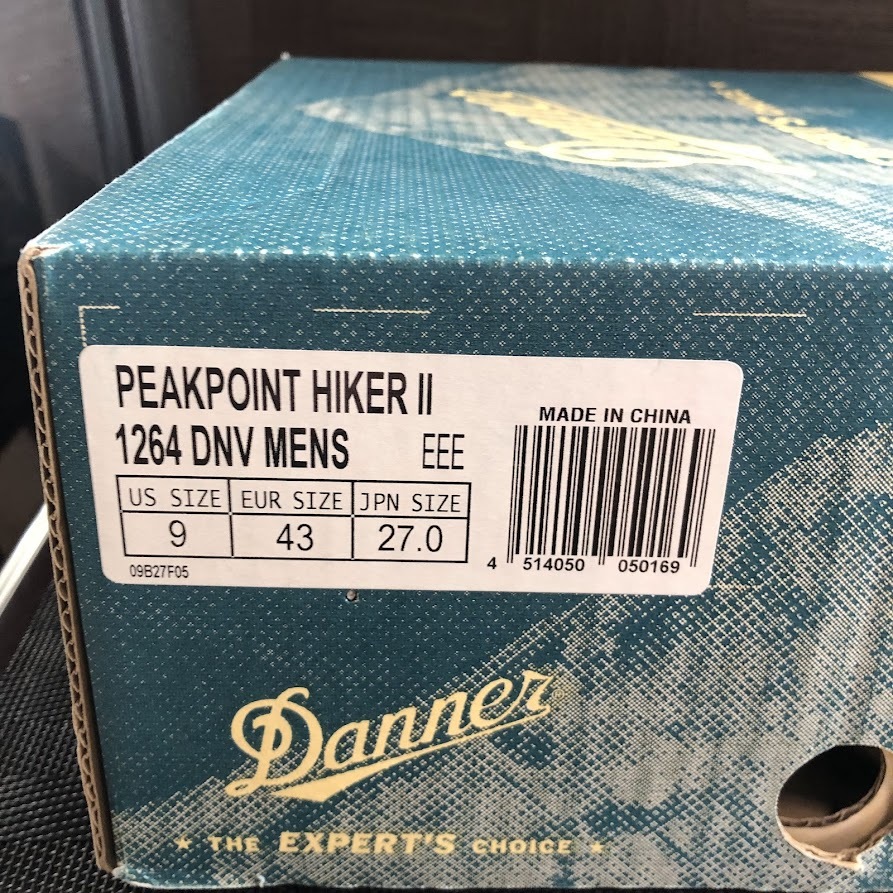 PEAKPOINT HIKER II
1264 DNV MENS EEE
MADE IN CHINA
US SIZE EUR SIZE JPN SIZE
9 43 27.0
09B27F05
4 514050 050169
Danner
★ THE EXPERT'S CHOICE ★